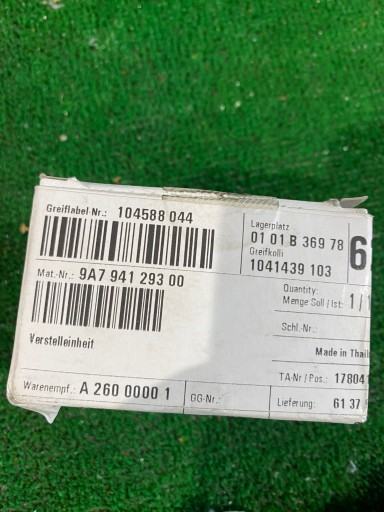 Greiflabel-Nr.: 104588 044
Lagerplatz
01 01 B 369 78
Greifkolli
1041439 103
6
Mat.-Nr.: 9A7 941 293 00
Quantity:
Menge Soll / Ist: 1 / 1
Schl.-Nr.:
Verstelleinheit
Made in Thail
TA-Nr / Pos.: 17804
Warenempf.: A 260 0000 1
GG-Nr.:
Lieferung: 61 37